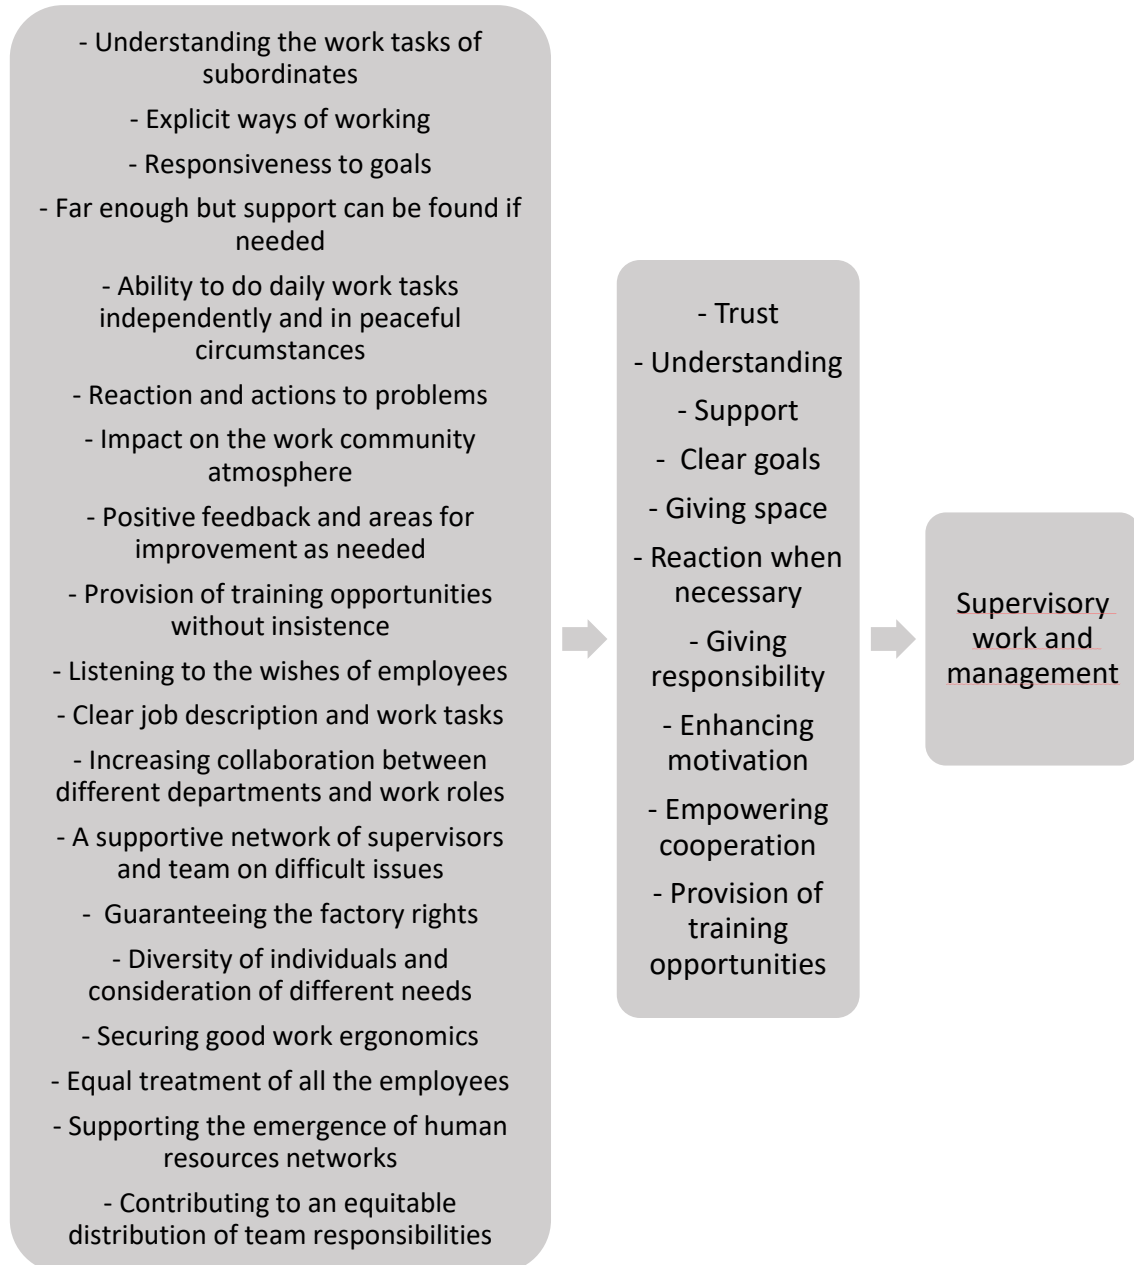 - Understanding the work tasks of
subordinates
- Explicit ways of working
- Responsiveness to goals
- Far enough but support can be found if
needed
- Ability to do daily work tasks
independently and in peaceful
circumstances
- Reaction and actions to problems
- Impact on the work community
atmosphere
- Positive feedback and areas for
improvement as needed
- Provision of training opportunities
without insistence
- Listening to the wishes of employees
- Clear job description and work tasks
- Increasing collaboration between
different departments and work roles
- A supportive network of supervisors
and team on difficult issues
- Guaranteeing the factory rights
- Diversity of individuals and
consideration of different needs
- Securing good work ergonomics
- Equal treatment of all the employees
- Supporting the emergence of human
resources networks
- Contributing to an equitable
distribution of team responsibilities
- Trust
- Understanding
- Support
- Clear goals
- Giving space
- Reaction when
necessary
- Giving
responsibility
- Enhancing
motivation
- Empowering
cooperation
- Provision of
training
opportunities
Supervisory
work and
management